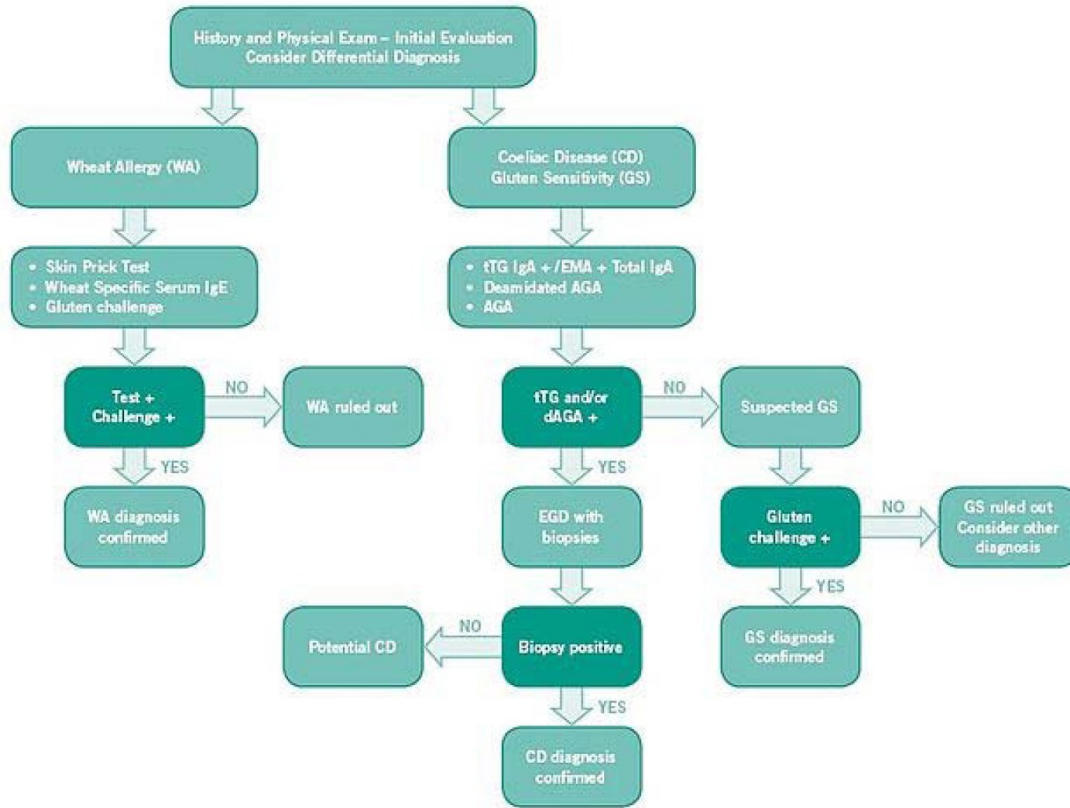 History and Physical Exam – Initial Evaluation
Consider Differential Diagnosis
Wheat Allergy (WA)
Coeliac Disease (CD)
Gluten Sensitivity (GS)
• Skin Prick Test
• Wheat Specific Serum IgE
• Gluten challenge
• tTG IgA + /EMA + Total IgA
• Deamidated AGA
• AGA
Test +
Challenge +
NO
WA ruled out
tTG and/or
dAGA +
NO
Suspected GS
YES
YES
WA diagnosis
confirmed
EGD with
biopsies
Gluten
challenge +
NO
GS ruled out
Consider other
diagnosis
YES
Potential CD
NO
Biopsy positive
GS diagnosis
confirmed
YES
CD diagnosis
confirmed